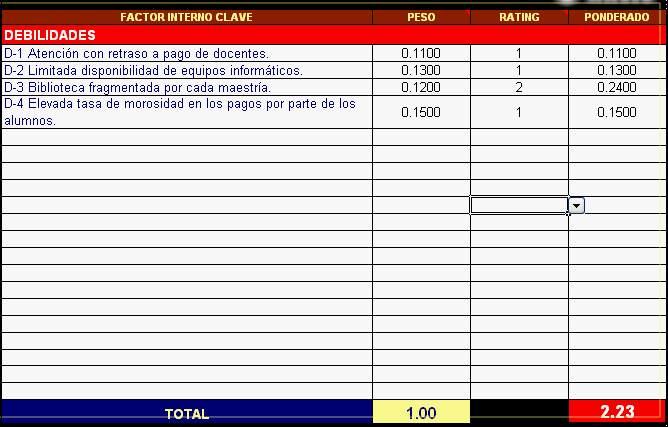 FACTOR INTERNO CLAVE PESO RATING PONDERADO
DEBILIDADES
D-1 Atención con retraso a pago de docentes. 0.1100 1 0.1100
D-2 Limitada disponibilidad de equipos informáticos. 0.1300 1 0.1300
D-3 Biblioteca fragmentada por cada maestría. 0.1200 2 0.2400
D-4 Elevada tasa de morosidad en los pagos por parte de los
alumnos. 0.1500 1 0.1500
TOTAL 1.00 2.23